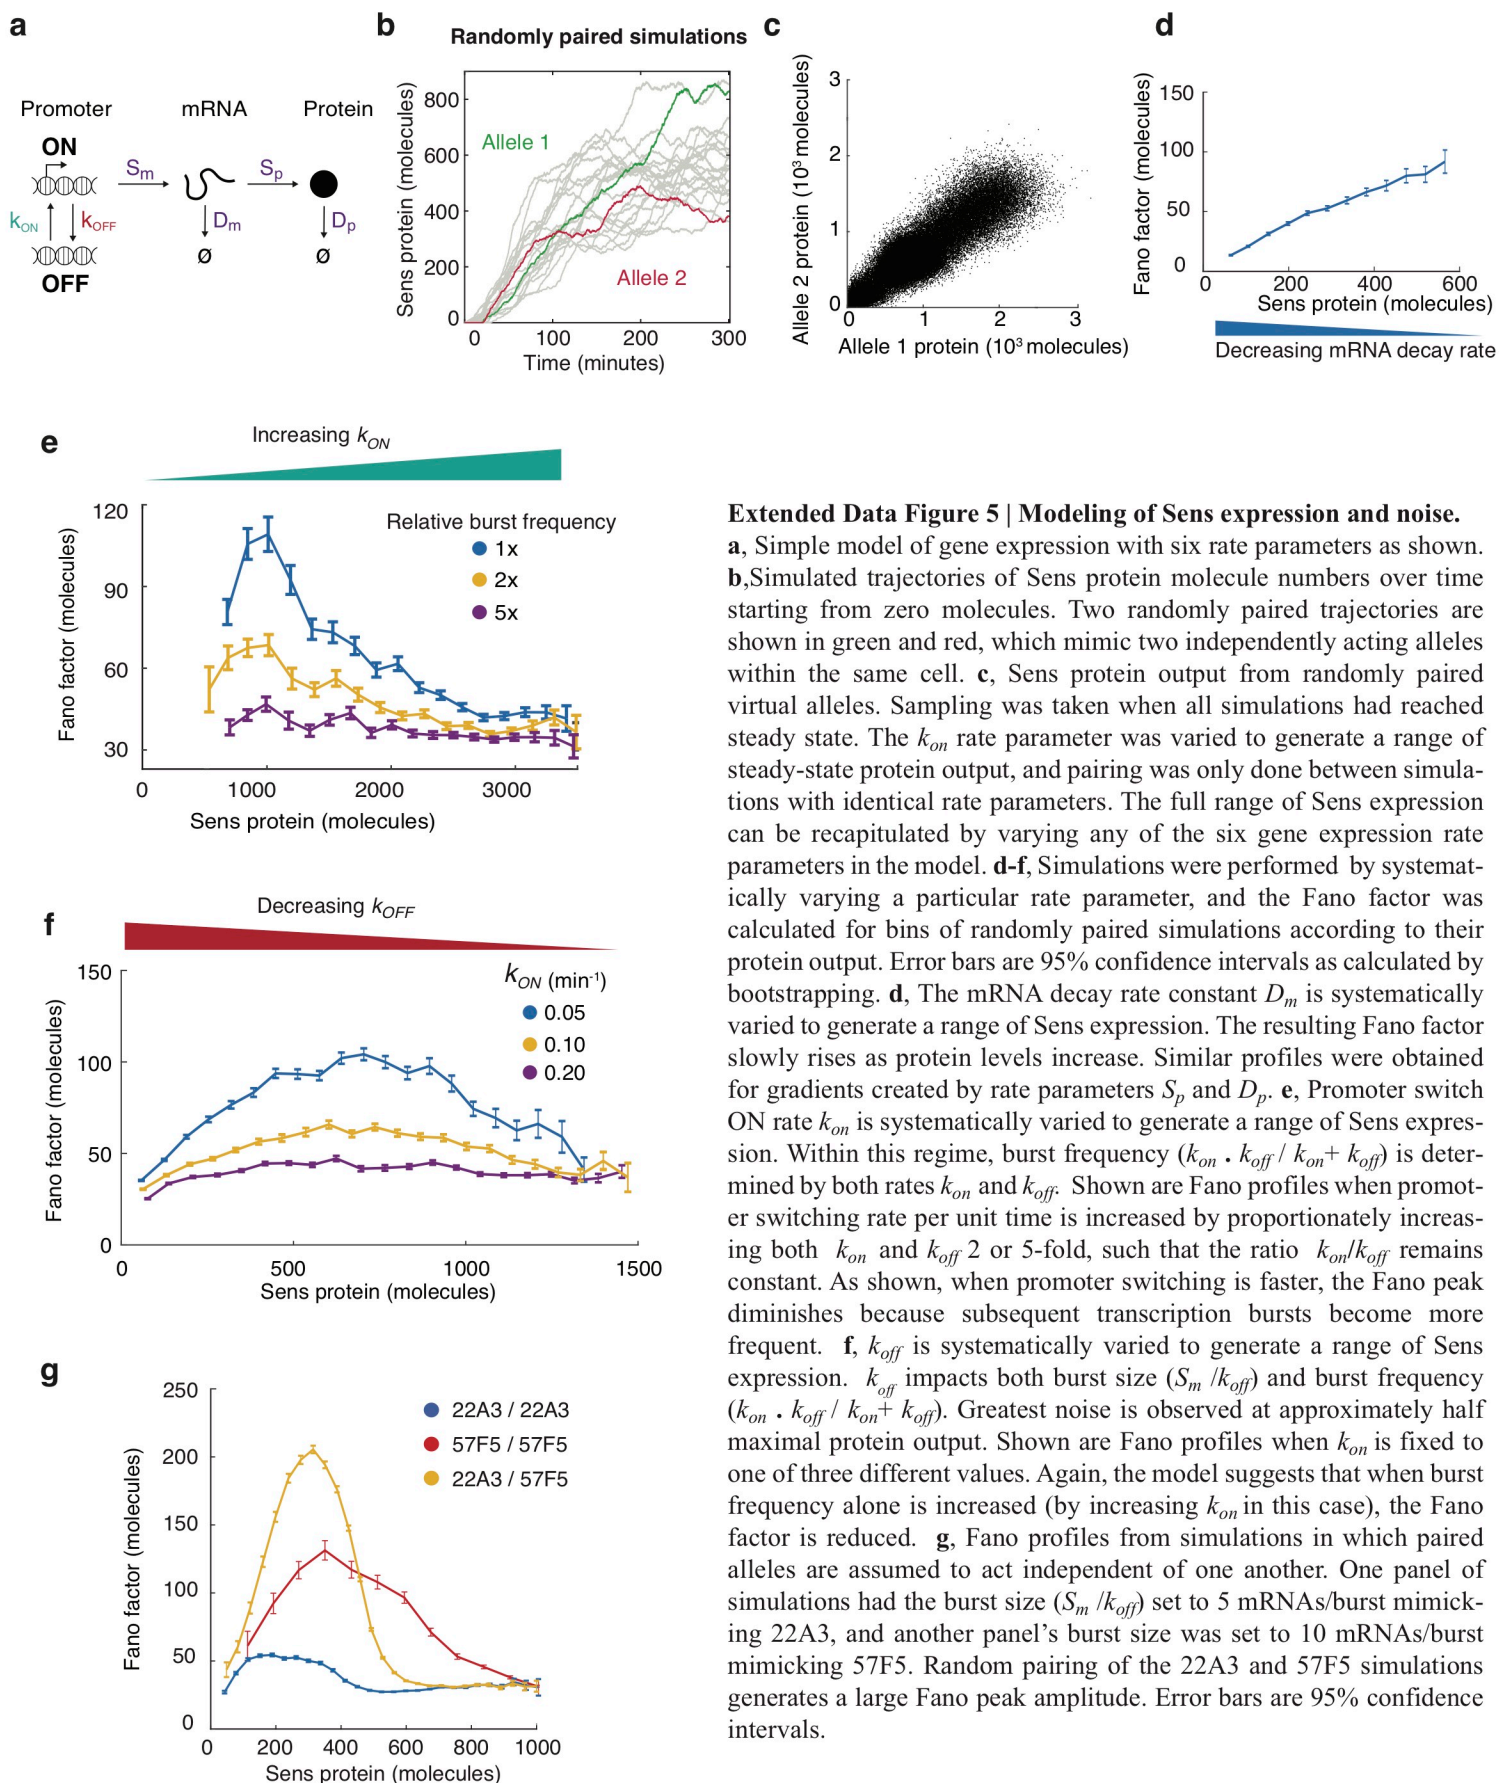 a
Promoter
mRNA
Protein
ON
Sm
Sp
kON
kOFF
Dm
Dp
Ø
Ø
OFF
b
Randomly paired simulations
Sens protein (molecules)
800
600
400
200
0
Allele 1
Allele 2
0
100
200
300
Time (minutes)
c
Allele 2 protein (10³ molecules)
3
2
1
0
0
1
2
3
Allele 1 protein (10³ molecules)
d
Fano factor (molecules)
150
100
50
0
0
200
400
600
Sens protein (molecules)
Decreasing mRNA decay rate
e
Increasing kON
Fano factor (molecules)
120
90
60
30
Relative burst frequency
1x
2x
5x
0
1000
2000
3000
Sens protein (molecules)
f
Decreasing kOFF
Fano factor (molecules)
150
100
50
0
kON (min⁻¹)
0.05
0.10
0.20
0
500
1000
1500
Sens protein (molecules)
g
Fano factor (molecules)
250
200
150
100
50
0
22A3 / 22A3
57F5 / 57F5
22A3 / 57F5
0
200
400
600
800
1000
Sens protein (molecules)
Extended Data Figure 5 | Modeling of Sens expression and noise.
a, Simple model of gene expression with six rate parameters as shown.
b,Simulated trajectories of Sens protein molecule numbers over time
starting from zero molecules. Two randomly paired trajectories are
shown in green and red, which mimic two independently acting alleles
within the same cell. c, Sens protein output from randomly paired
virtual alleles. Sampling was taken when all simulations had reached
steady state. The kon rate parameter was varied to generate a range of
steady-state protein output, and pairing was only done between simula-
tions with identical rate parameters. The full range of Sens expression
can be recapitulated by varying any of the six gene expression rate
parameters in the model. d-f, Simulations were performed by systemat-
ically varying a particular rate parameter, and the Fano factor was
calculated for bins of randomly paired simulations according to their
protein output. Error bars are 95% confidence intervals as calculated by
bootstrapping. d, The mRNA decay rate constant Dm is systematically
varied to generate a range of Sens expression. The resulting Fano factor
slowly rises as protein levels increase. Similar profiles were obtained
for gradients created by rate parameters Sp and Dp. e, Promoter switch
ON rate kon is systematically varied to generate a range of Sens expres-
sion. Within this regime, burst frequency (kon . koff / kon+ koff) is deter-
mined by both rates kon and koff. Shown are Fano profiles when promot-
er switching rate per unit time is increased by proportionately increas-
ing both kon and koff 2 or 5-fold, such that the ratio kon/koff remains
constant. As shown, when promoter switching is faster, the Fano peak
diminishes because subsequent transcription bursts become more
frequent. f, koff is systematically varied to generate a range of Sens
expression. koff impacts both burst size (Sm /koff) and burst frequency
(kon . koff / kon+ koff). Greatest noise is observed at approximately half
maximal protein output. Shown are Fano profiles when kon is fixed to
one of three different values. Again, the model suggests that when burst
frequency alone is increased (by increasing kon in this case), the Fano
factor is reduced. g, Fano profiles from simulations in which paired
alleles are assumed to act independent of one another. One panel of
simulations had the burst size (Sm /koff) set to 5 mRNAs/burst mimick-
ing 22A3, and another panel's burst size was set to 10 mRNAs/burst
mimicking 57F5. Random pairing of the 22A3 and 57F5 simulations
generates a large Fano peak amplitude. Error bars are 95% confidence
intervals.